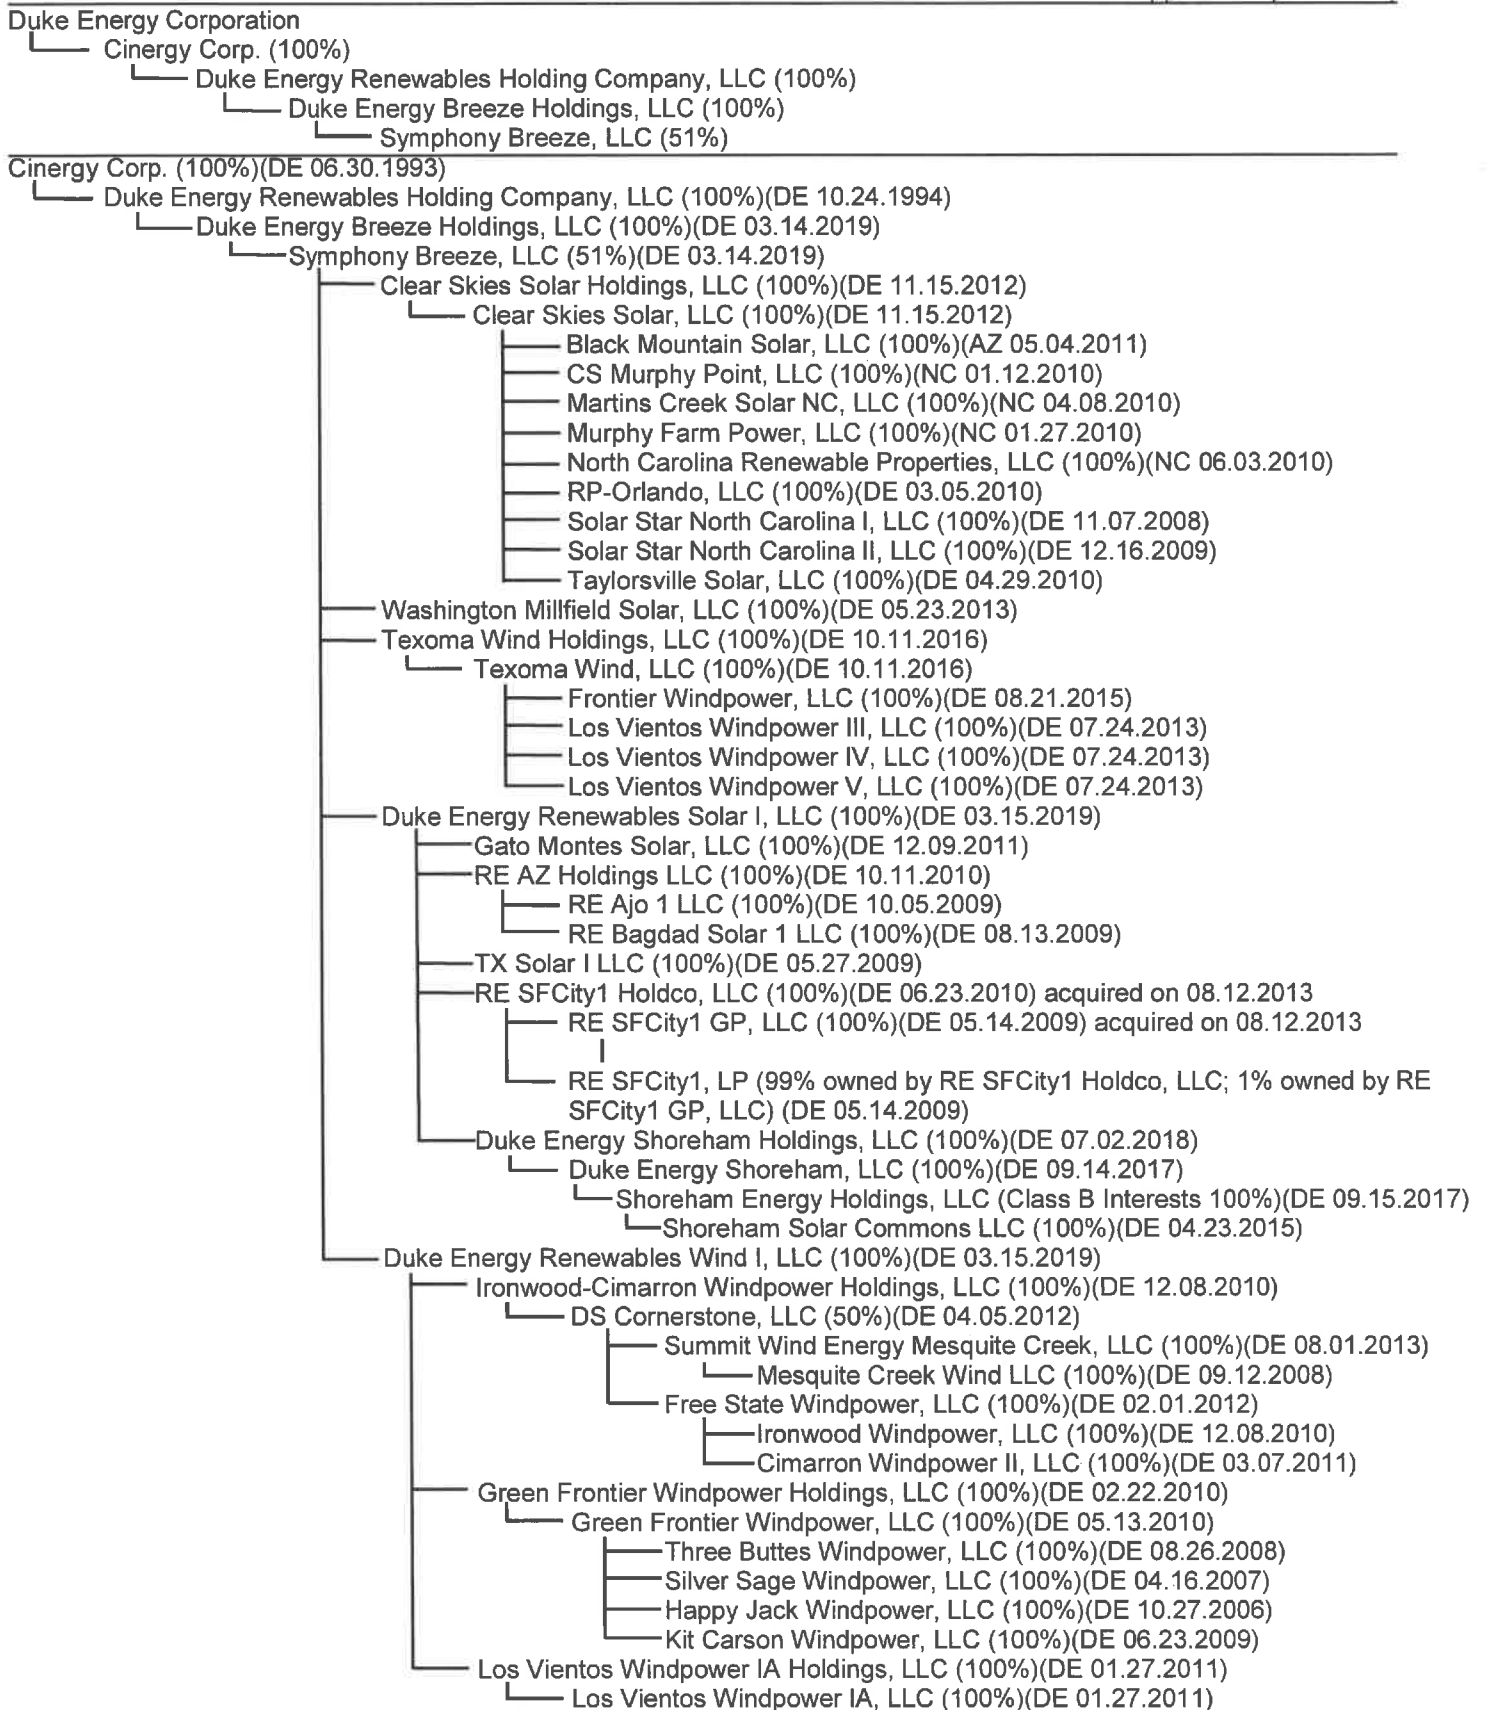 Duke Energy Corporation
Cinergy Corp. (100%)
Duke Energy Renewables Holding Company, LLC (100%)
Duke Energy Breeze Holdings, LLC (100%)
Symphony Breeze, LLC (51%)
Cinergy Corp. (100%)(DE 06.30.1993)
Duke Energy Renewables Holding Company, LLC (100%)(DE 10.24.1994)
Duke Energy Breeze Holdings, LLC (100%)(DE 03.14.2019)
Symphony Breeze, LLC (51%)(DE 03.14.2019)
Clear Skies Solar Holdings, LLC (100%)(DE 11.15.2012)
Clear Skies Solar, LLC (100%)(DE 11.15.2012)
Black Mountain Solar, LLC (100%)(AZ 05.04.2011)
CS Murphy Point, LLC (100%)(NC 01.12.2010)
Martins Creek Solar NC, LLC (100%)(NC 04.08.2010)
Murphy Farm Power, LLC (100%)(NC 01.27.2010)
North Carolina Renewable Properties, LLC (100%)(NC 06.03.2010)
RP-Orlando, LLC (100%)(DE 03.05.2010)
Solar Star North Carolina I, LLC (100%)(DE 11.07.2008)
Solar Star North Carolina II, LLC (100%)(DE 12.16.2009)
Taylorsville Solar, LLC (100%)(DE 04.29.2010)
Washington Millfield Solar, LLC (100%)(DE 05.23.2013)
Texoma Wind Holdings, LLC (100%)(DE 10.11.2016)
Texoma Wind, LLC (100%)(DE 10.11.2016)
Frontier Windpower, LLC (100%)(DE 08.21.2015)
Los Vientos Windpower III, LLC (100%)(DE 07.24.2013)
Los Vientos Windpower IV, LLC (100%)(DE 07.24.2013)
Los Vientos Windpower V, LLC (100%)(DE 07.24.2013)
Duke Energy Renewables Solar I, LLC (100%)(DE 03.15.2019)
Gato Montes Solar, LLC (100%)(DE 12.09.2011)
RE AZ Holdings LLC (100%)(DE 10.11.2010)
RE Ajo 1 LLC (100%)(DE 10.05.2009)
RE Bagdad Solar 1 LLC (100%)(DE 08.13.2009)
TX Solar I LLC (100%)(DE 05.27.2009)
RE SFCity1 Holdco, LLC (100%)(DE 06.23.2010) acquired on 08.12.2013
RE SFCity1 GP, LLC (100%)(DE 05.14.2009) acquired on 08.12.2013
RE SFCity1, LP (99% owned by RE SFCity1 Holdco, LLC; 1% owned by RE
SFCity1 GP, LLC) (DE 05.14.2009)
Duke Energy Shoreham Holdings, LLC (100%)(DE 07.02.2018)
Duke Energy Shoreham, LLC (100%)(DE 09.14.2017)
Shoreham Energy Holdings, LLC (Class B Interests 100%)(DE 09.15.2017)
Shoreham Solar Commons LLC (100%)(DE 04.23.2015)
Duke Energy Renewables Wind I, LLC (100%)(DE 03.15.2019)
Ironwood-Cimarron Windpower Holdings, LLC (100%)(DE 12.08.2010)
DS Cornerstone, LLC (50%)(DE 04.05.2012)
Summit Wind Energy Mesquite Creek, LLC (100%)(DE 08.01.2013)
Mesquite Creek Wind LLC (100%)(DE 09.12.2008)
Free State Windpower, LLC (100%)(DE 02.01.2012)
Ironwood Windpower, LLC (100%)(DE 12.08.2010)
Cimarron Windpower II, LLC (100%)(DE 03.07.2011)
Green Frontier Windpower Holdings, LLC (100%)(DE 02.22.2010)
Green Frontier Windpower, LLC (100%)(DE 05.13.2010)
Three Buttes Windpower, LLC (100%)(DE 08.26.2008)
Silver Sage Windpower, LLC (100%)(DE 04.16.2007)
Happy Jack Windpower, LLC (100%)(DE 10.27.2006)
Kit Carson Windpower, LLC (100%)(DE 06.23.2009)
Los Vientos Windpower IA Holdings, LLC (100%)(DE 01.27.2011)
Los Vientos Windpower IA, LLC (100%)(DE 01.27.2011)